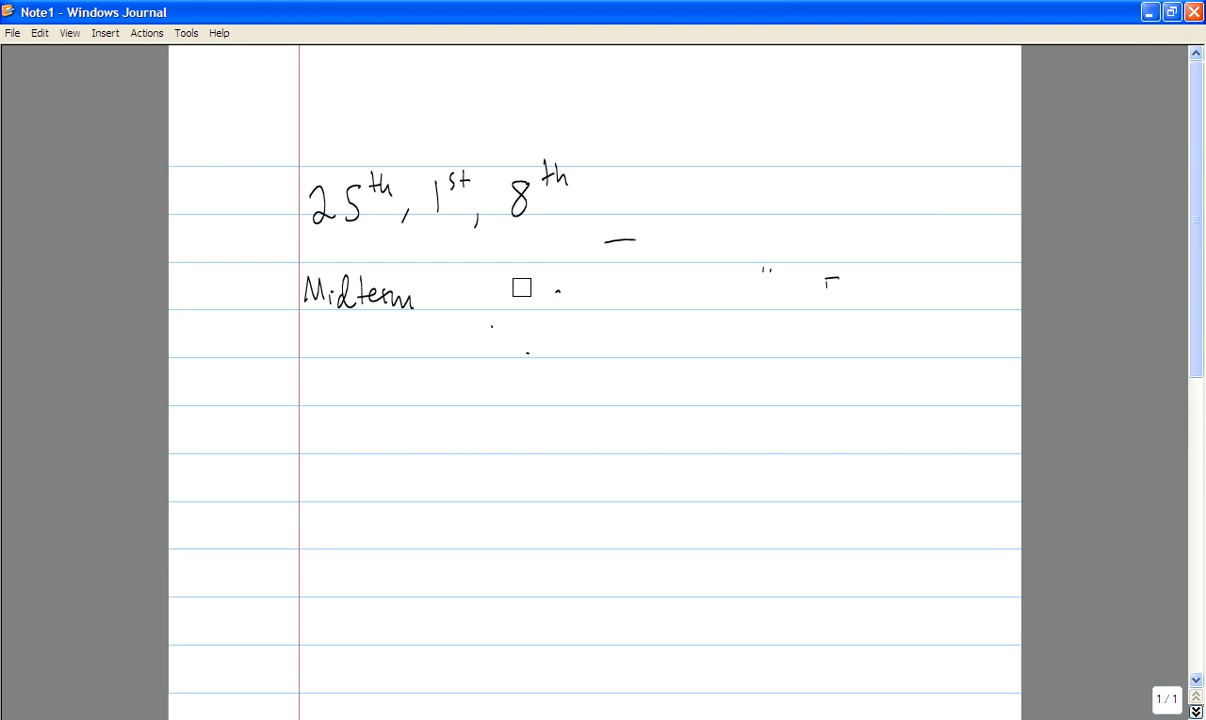 Note1 - Windows Journal
File Edit View Insert Actions Tools Help
25th, 1st, 8th
Midterm
1 / 1